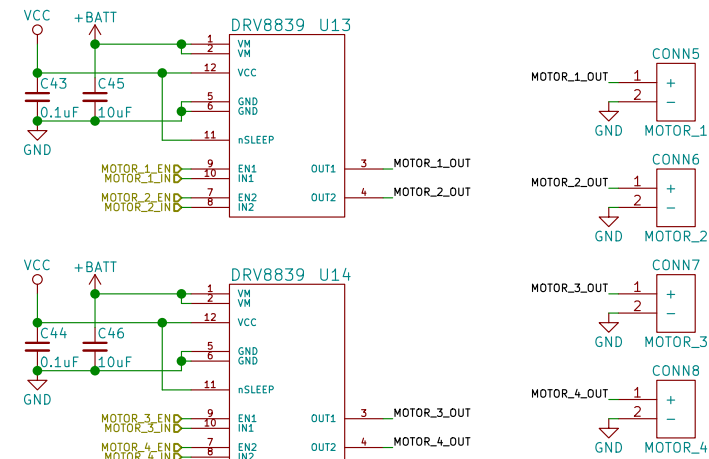 VCC +BATT
DRV8839 U13
1 VM
2 VM
12 VCC
C43 C45
0.1uF 10uF
GND
5 GND
6 GND
11 nSLEEP
MOTOR_1_EN 9 EN1
MOTOR_1_IN 10 IN1
OUT1 3 MOTOR_1_OUT
MOTOR_2_EN 7 EN2
MOTOR_2_IN 8 IN2
OUT2 4 MOTOR_2_OUT
CONN5
MOTOR_1_OUT 1 +
2 −
GND MOTOR_1
CONN6
MOTOR_2_OUT 1 +
2 −
GND MOTOR_2
VCC +BATT
DRV8839 U14
1 VM
2 VM
12 VCC
C44 C46
0.1uF 10uF
GND
5 GND
6 GND
11 nSLEEP
MOTOR_3_EN 9 EN1
MOTOR_3_IN 10 IN1
OUT1 3 MOTOR_3_OUT
MOTOR_4_EN 7 EN2
MOTOR_4_IN 8 IN2
OUT2 4 MOTOR_4_OUT
CONN7
MOTOR_3_OUT 1 +
2 −
GND MOTOR_3
CONN8
MOTOR_4_OUT 1 +
2 −
GND MOTOR_4